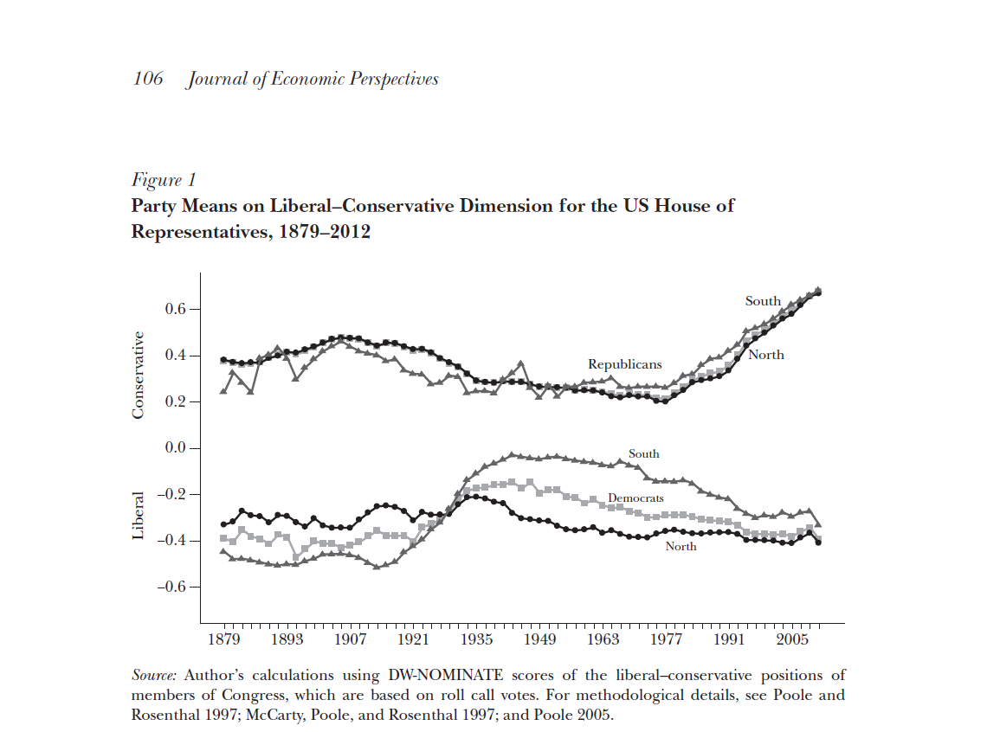 106 Journal of Economic Perspectives
Figure 1
Party Means on Liberal–Conservative Dimension for the US House of
Representatives, 1879–2012
Conservative
Liberal
0.6
0.4
0.2
0.0
–0.2
–0.4
–0.6
South
North
Republicans
South
Democrats
North
1879 1893 1907 1921 1935 1949 1963 1977 1991 2005
Source: Author’s calculations using DW-NOMINATE scores of the liberal–conservative positions of
members of Congress, which are based on roll call votes. For methodological details, see Poole and
Rosenthal 1997; McCarty, Poole, and Rosenthal 1997; and Poole 2005.